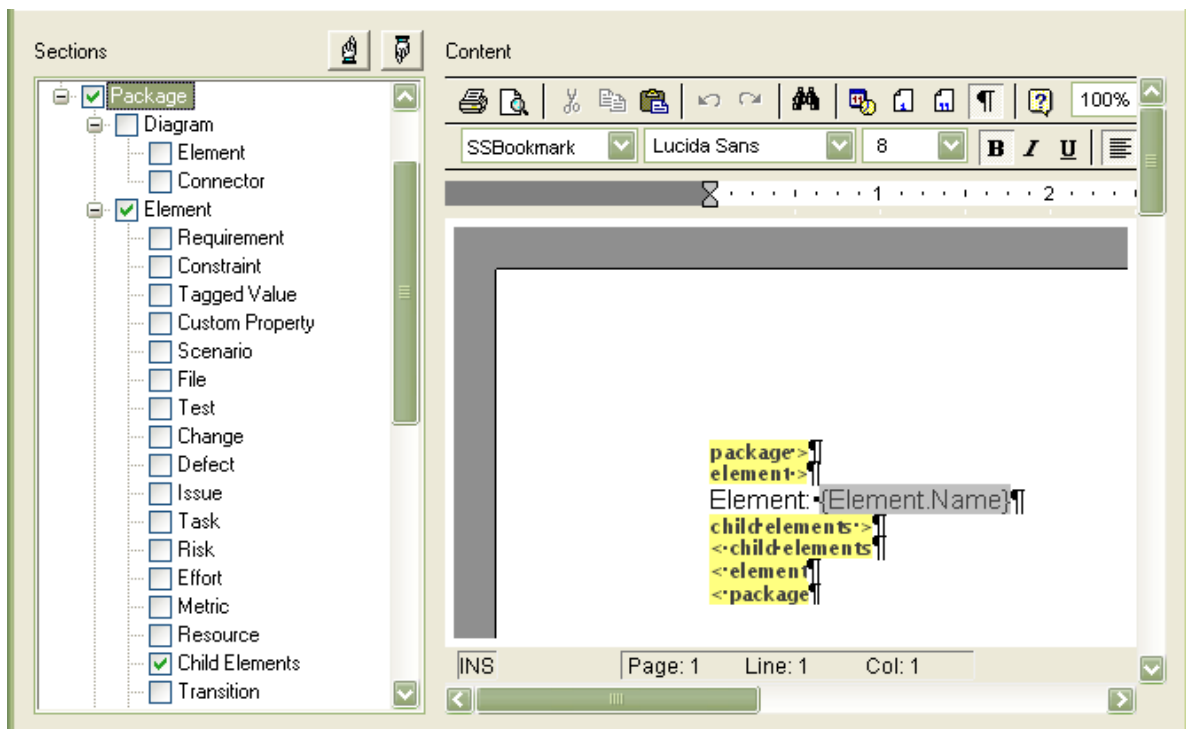 Sections
Package
Diagram
Element
Connector
Element
Requirement
Constraint
Tagged Value
Custom Property
Scenario
File
Test
Change
Defect
Issue
Task
Risk
Effort
Metric
Resource
Child Elements
Transition
Content
100%
SSBookmark Lucida Sans 8 B I U
1 2
package >¶
element >¶
Element: {Element.Name}¶
child elements >¶
< child elements¶
< element¶
< package¶
INS Page: 1 Line: 1 Col: 1